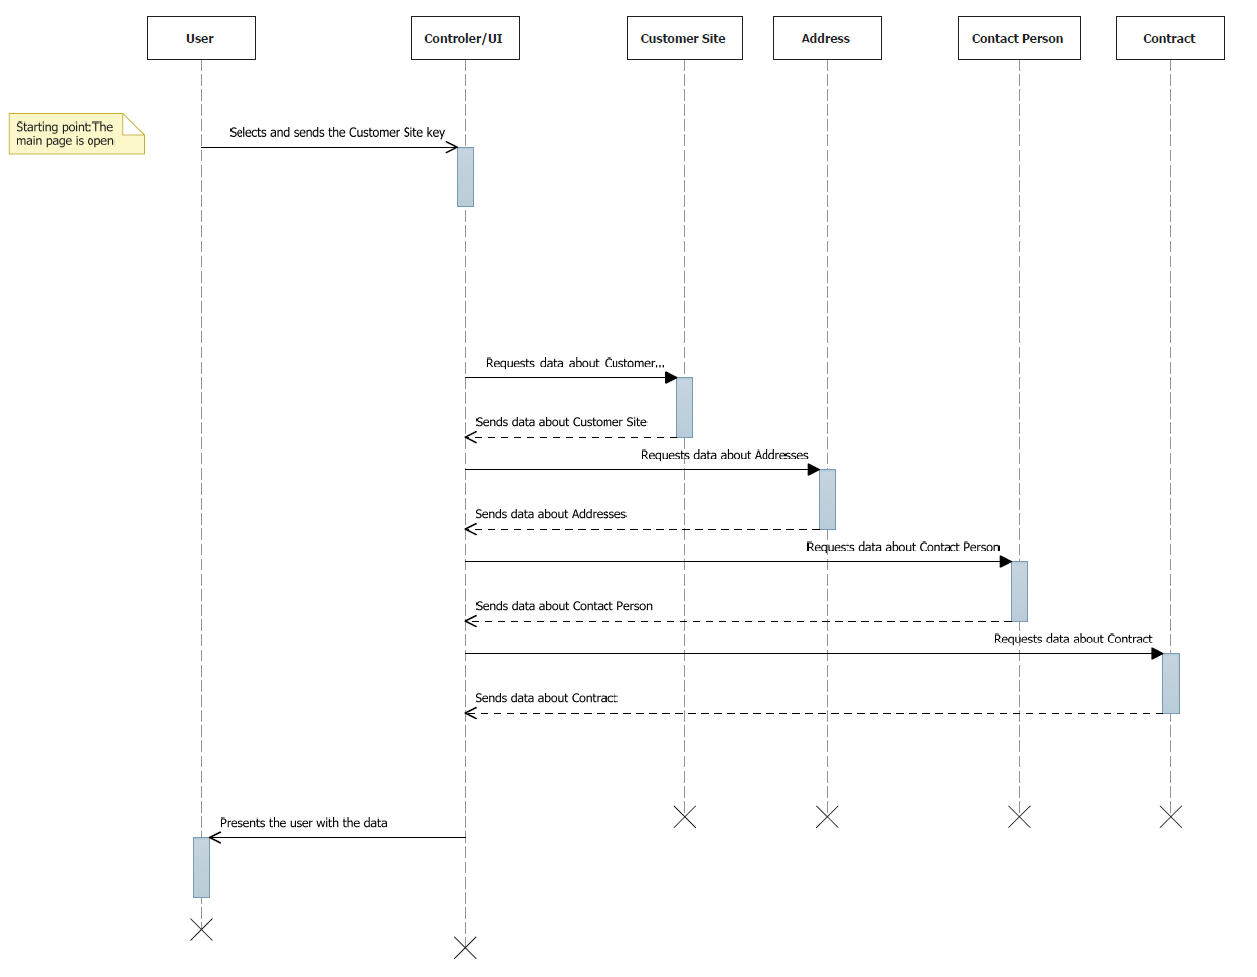 User
Controler/UI
Customer Site
Address
Contact Person
Contract
Starting point:The
main page is open
Selects and sends the Customer Site key
Requests data about Customer...
Sends data about Customer Site
Requests data about Addresses
Sends data about Addresses
Requests data about Contact Person
Sends data about Contact Person
Requests data about Contract
Sends data about Contract
Presents the user with the data